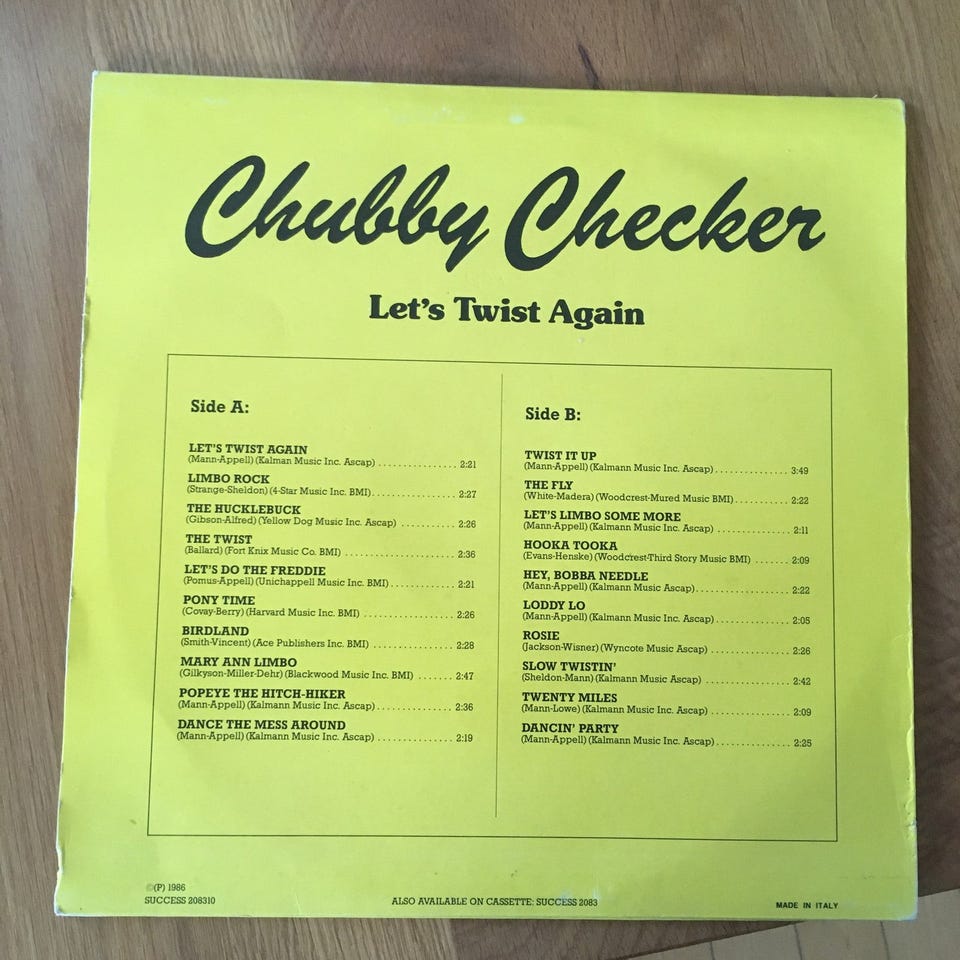 Chubby Checker
Let's Twist Again
Side A:
LET'S TWIST AGAIN
(Mann-Appell) (Kalman Music Inc. Ascap) ................ 2:21
LIMBO ROCK
(Strange-Sheldon) (4-Star Music Inc. BMI)................ 2:27
THE HUCKLEBUCK
(Gibson-Alfred) (Yellow Dog Music Inc. Ascap) .......... 2:26
THE TWIST
(Ballard) (Fort Knix Music Co. BMI) ..................... 2:36
LET'S DO THE FREDDIE
(Pomus-Appell) (Unichappell Music Inc. BMI)............. 2:21
PONY TIME
(Covay-Berry) (Harvard Music Inc. BMI) ................. 2:26
BIRDLAND
(Smith-Vincent) (Ace Publishers Inc. BMI) ............... 2:28
MARY ANN LIMBO
(Gilkyson-Miller-Dehr) (Blackwood Music Inc. BMI) ....... 2:47
POPEYE THE HITCH-HIKER
(Mann-Appell) (Kalmann Music Inc. Ascap)............... 2:36
DANCE THE MESS AROUND
(Mann-Appell) (Kalmann Music Inc. Ascap) ............... 2:19
Side B:
TWIST IT UP
(Mann-Appell) (Kalmann Music Inc. Ascap)............... 3:49
THE FLY
(White-Madera) (Woodcrest-Mured Music BMI)........... 2:22
LET'S LIMBO SOME MORE
(Mann-Appell) (Kalmann Music Inc. Ascap) .............. 2:11
HOOKA TOOKA
(Evans-Henske) (Woodcrest-Third Story Music BMI) ....... 2:09
HEY, BOBBA NEEDLE
(Mann-Appell) (Kalmann Music Inc. Ascap)............... 2:22
LODDY LO
(Mann-Appell) (Kalmann Music Inc. Ascap)............... 2:05
ROSIE
(Jackson-Wisner) (Wyncote Music Ascap) ................ 2:26
SLOW TWISTIN'
(Sheldon-Mann) (Kalmann Music Ascap) ................. 2:42
TWENTY MILES
(Mann-Lowe) (Kalmann Music Inc. Ascap) ................ 2:09
DANCIN' PARTY
(Mann-Appell) (Kalmann Music Inc. Ascap)............... 2:25
©(P) 1986
SUCCESS 208310
ALSO AVAILABLE ON CASSETTE: SUCCESS 2083
MADE IN ITALY